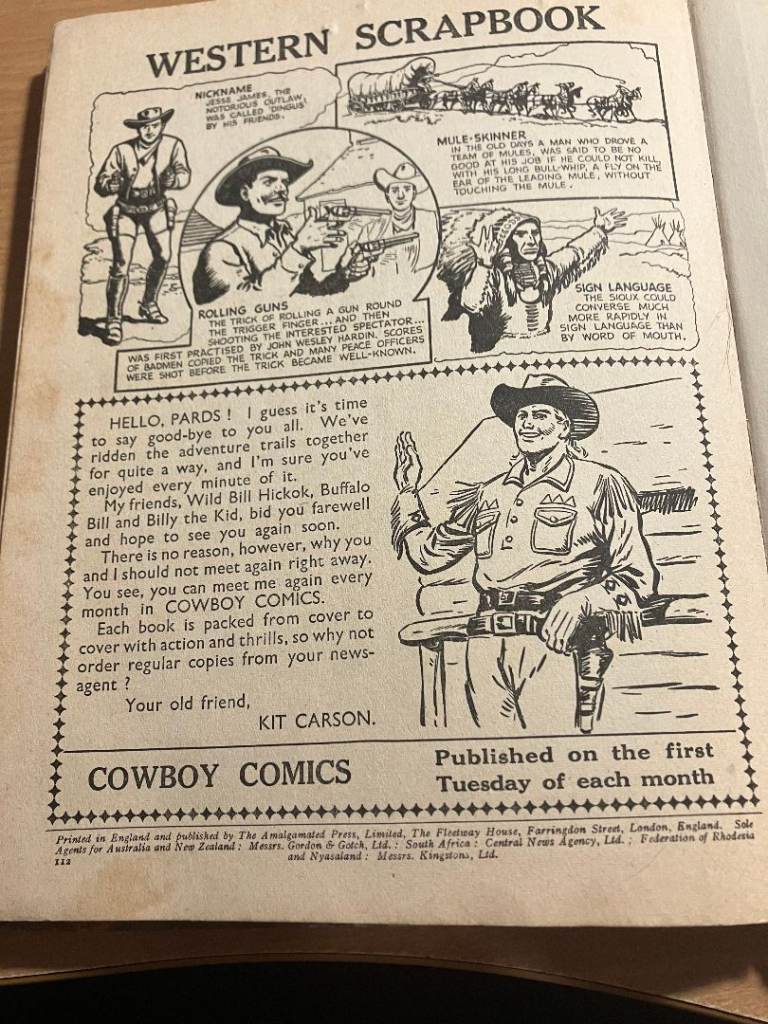 WESTERN SCRAPBOOK
NICKNAME
JESSE JAMES, THE
NOTORIOUS OUTLAW,
WAS CALLED 'DINGUS'
BY HIS FRIENDS.
MULE-SKINNER
IN THE OLD DAYS A MAN WHO DROVE A
TEAM OF MULES, WAS SAID TO BE NO
GOOD AT HIS JOB IF HE COULD NOT KILL,
WITH HIS LONG BULL-WHIP, A FLY ON THE
EAR OF THE LEADING MULE, WITHOUT
TOUCHING THE MULE.
ROLLING GUNS
THE TRICK OF ROLLING A GUN ROUND
THE TRIGGER FINGER... AND THEN
SHOOTING THE INTERESTED SPECTATOR...
WAS FIRST PRACTISED BY JOHN WESLEY HARDIN. SCORES
OF BADMEN COPIED THE TRICK AND MANY PEACE OFFICERS
WERE SHOT BEFORE THE TRICK BECAME WELL-KNOWN.
SIGN LANGUAGE
THE SIOUX COULD
CONVERSE MUCH
MORE RAPIDLY IN
SIGN LANGUAGE THAN
BY WORD OF MOUTH.
HELLO, PARDS ! I guess it's time
to say good-bye to you all. We've
ridden the adventure trails together
for quite a way, and I'm sure you've
enjoyed every minute of it.
My friends, Wild Bill Hickok, Buffalo
Bill and Billy the Kid, bid you farewell
and hope to see you again soon.
There is no reason, however, why you
and I should not meet again right away.
You see, you can meet me again every
month in COWBOY COMICS.
Each book is packed from cover to
cover with action and thrills, so why not
order regular copies from your news-
agent ?
Your old friend,
KIT CARSON.
COWBOY COMICS
Published on the first
Tuesday of each month
Printed in England and published by The Amalgamated Press, Limited, The Fleetway House, Farringdon Street, London, England. Sole
Agents for Australia and New Zealand : Messrs. Gordon & Gotch, Ltd. : South Africa : Central News Agency, Ltd. ; Federation of Rhodesia
and Nyasaland : Messrs. Kingstons, Ltd.
112